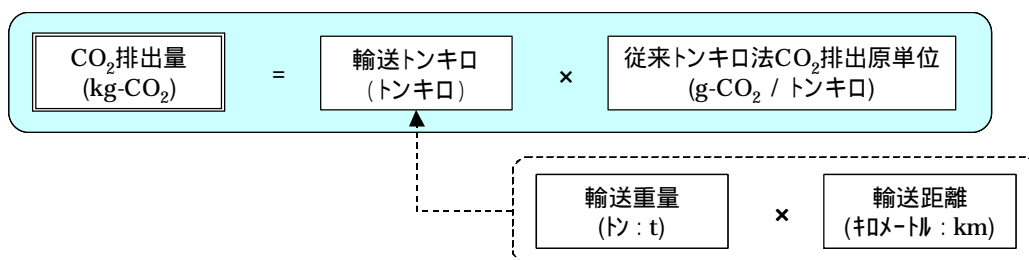 CO₂排出量
(kg-CO₂)
=
輸送トンキロ
(トンキロ)
×
従来トンキロ法CO₂排出原単位
(g-CO₂ / トンキロ)
輸送重量
(トン : t)
×
輸送距離
(キロメートル : km)